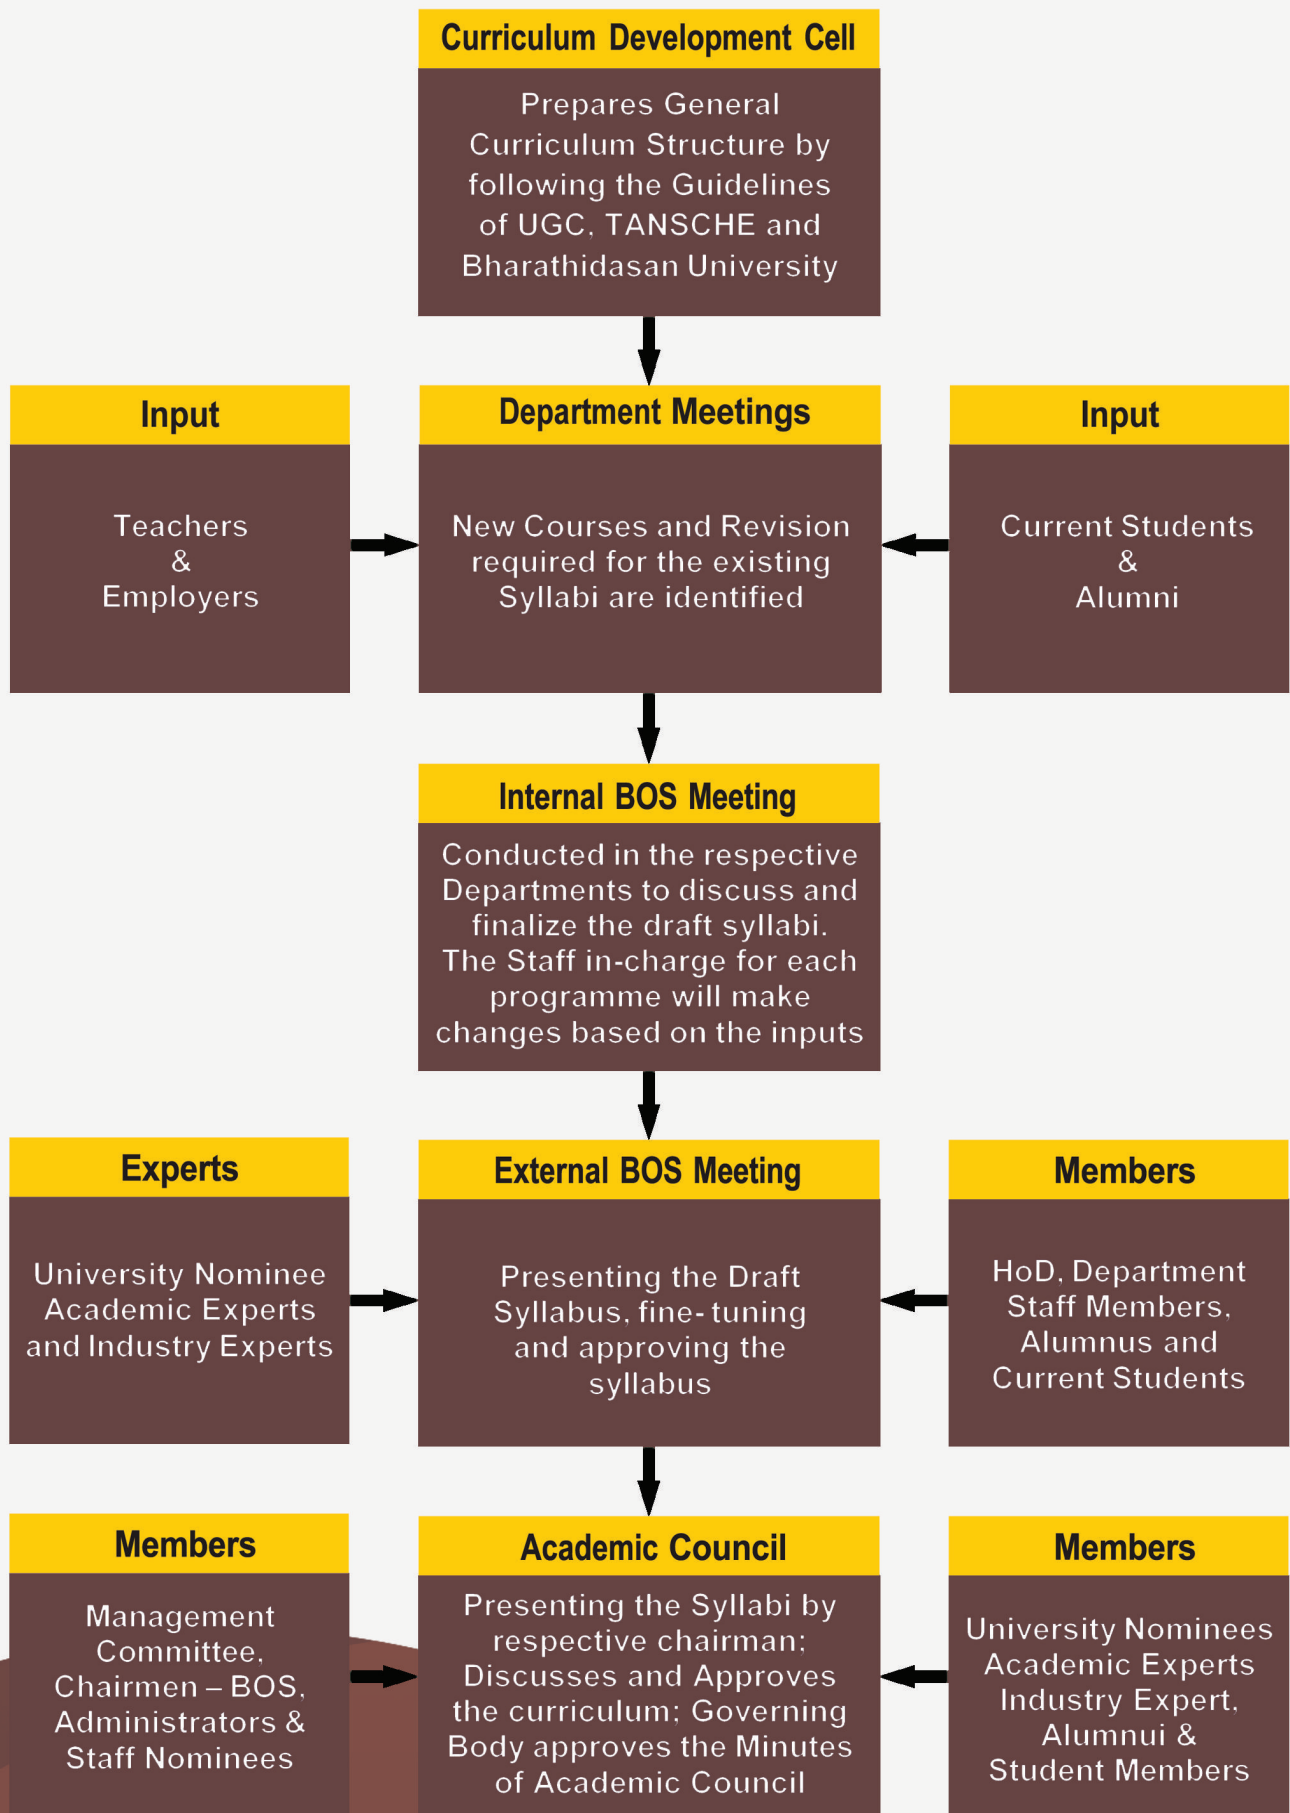 Curriculum Development Cell
Prepares General
Curriculum Structure by
following the Guidelines
of UGC, TANSCHE and
Bharathidasan University
Input
Teachers
&
Employers
Department Meetings
New Courses and Revision
required for the existing
Syllabi are identified
Input
Current Students
&
Alumni
Internal BOS Meeting
Conducted in the respective
Departments to discuss and
finalize the draft syllabi.
The Staff in-charge for each
programme will make
changes based on the inputs
Experts
University Nominee
Academic Experts
and Industry Experts
External BOS Meeting
Presenting the Draft
Syllabus, fine-tuning
and approving the
syllabus
Members
HoD, Department
Staff Members,
Alumnus and
Current Students
Members
Management
Committee,
Chairmen – BOS,
Administrators &
Staff Nominees
Academic Council
Presenting the Syllabi by
respective chairman;
Discusses and Approves
the curriculum; Governing
Body approves the Minutes
of Academic Council
Members
University Nominees
Academic Experts
Industry Expert,
Alumnui &
Student Members